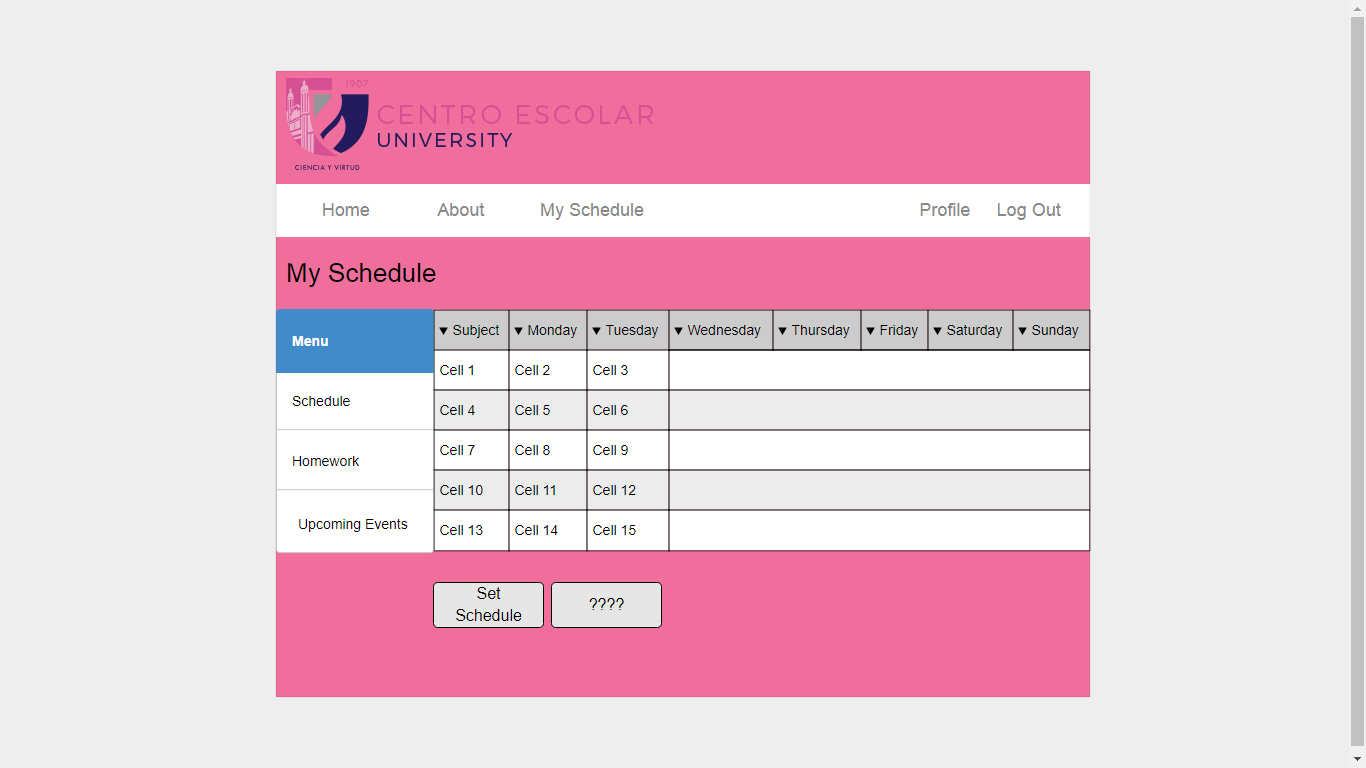 1907
CENTRO ESCOLAR
UNIVERSITY
CIENCIA Y VIRTUD
Home About My Schedule Profile Log Out
My Schedule
Menu
Schedule
Homework
Upcoming Events
▼ Subject ▼ Monday ▼ Tuesday ▼ Wednesday ▼ Thursday ▼ Friday ▼ Saturday ▼ Sunday
Cell 1 Cell 2 Cell 3
Cell 4 Cell 5 Cell 6
Cell 7 Cell 8 Cell 9
Cell 10 Cell 11 Cell 12
Cell 13 Cell 14 Cell 15
Set
Schedule
????